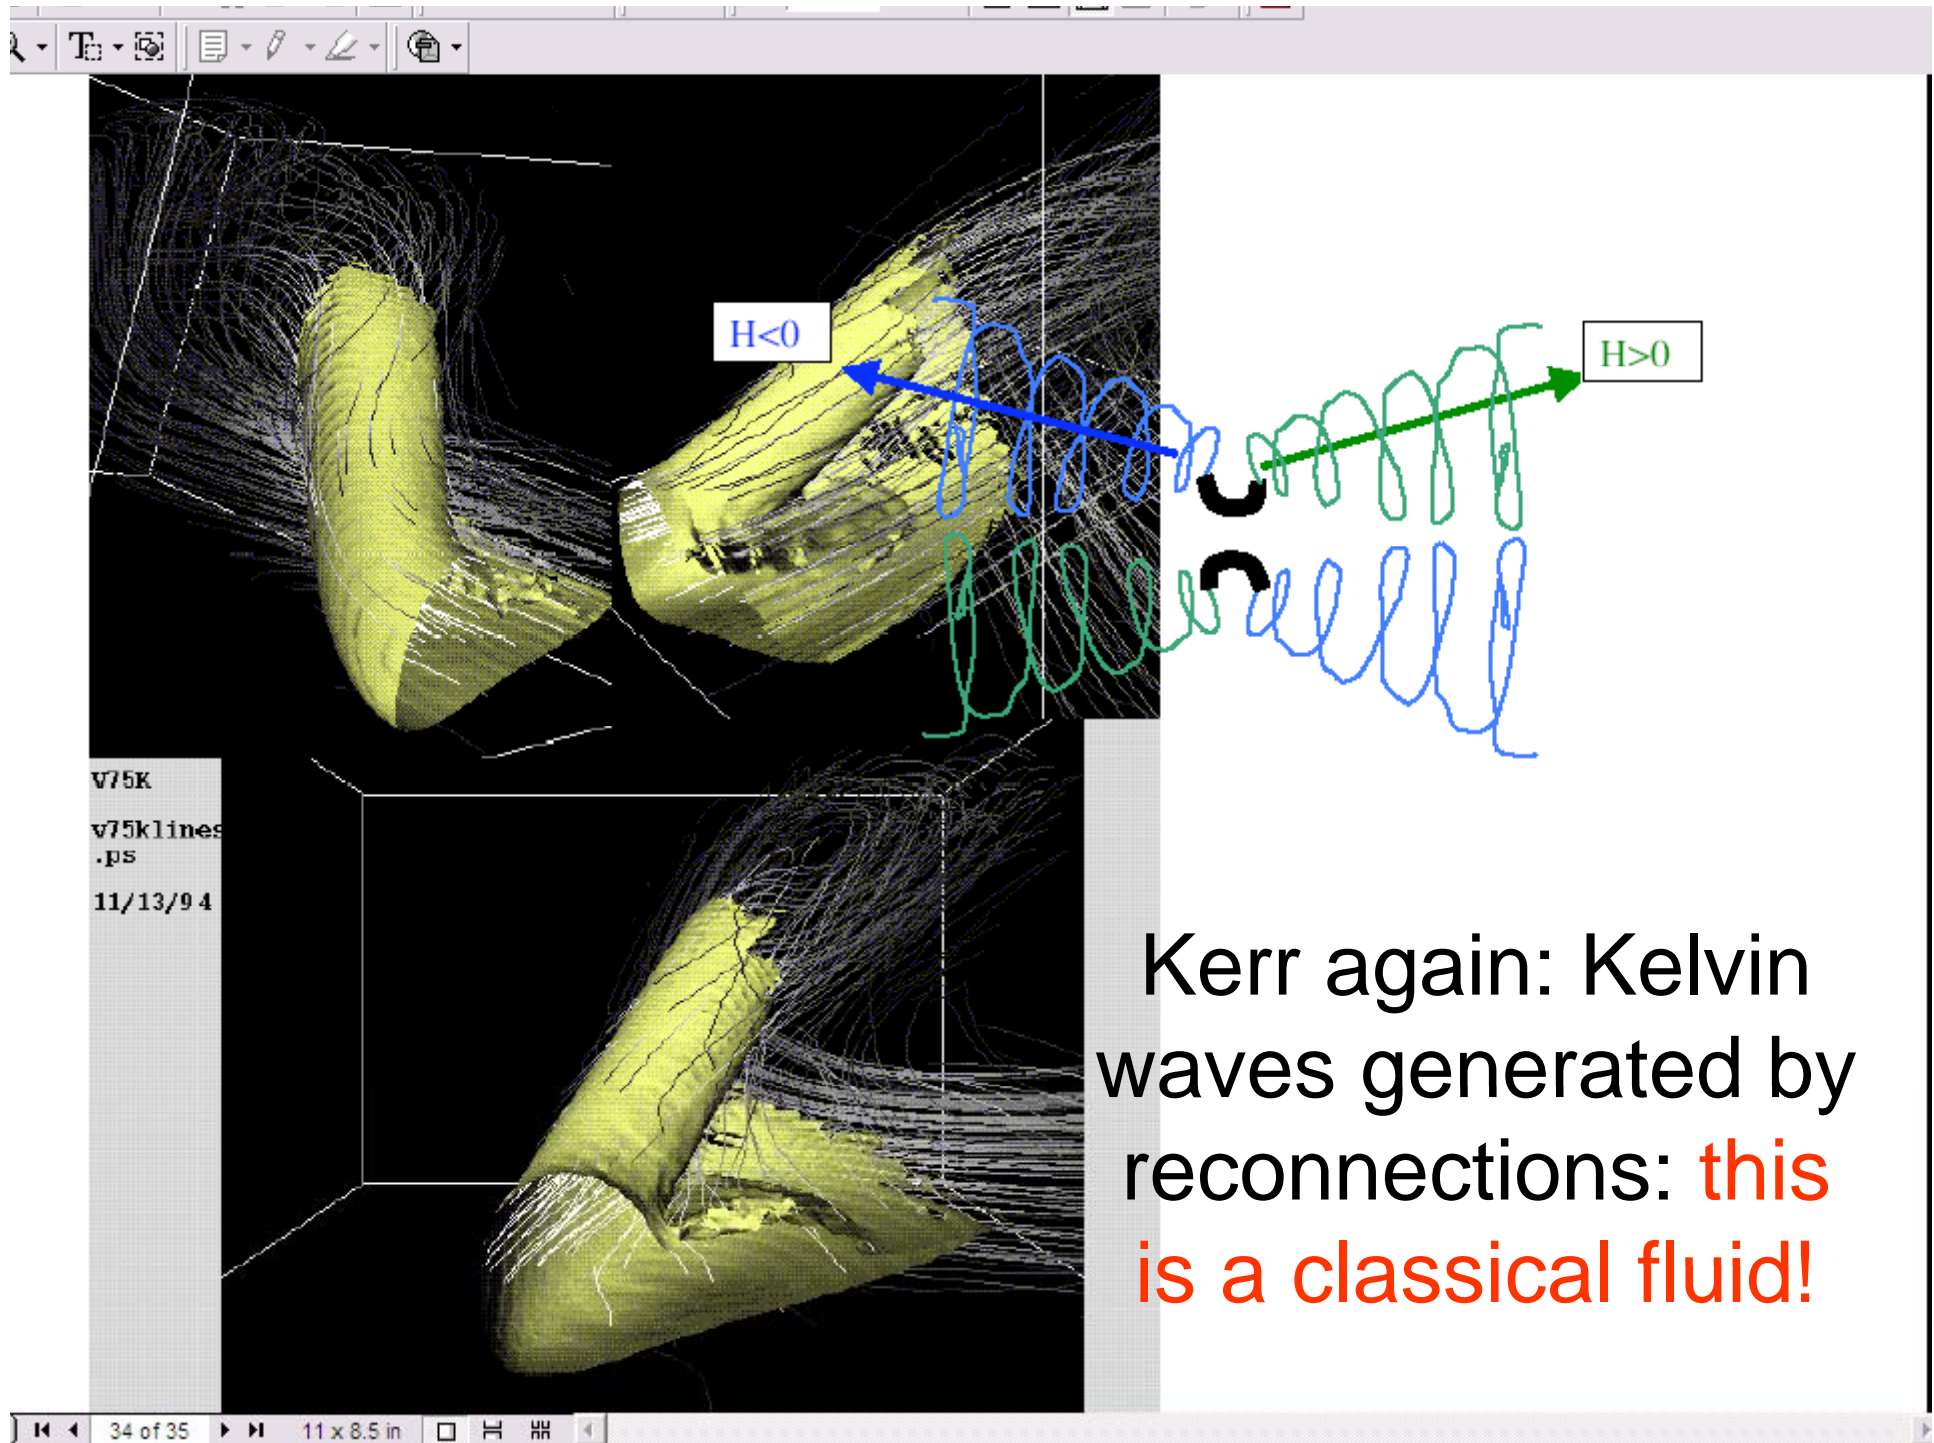 H<0
H>0
V75K
v75klines
.ps
11/13/94
Kerr again: Kelvin
waves generated by
reconnections: this
is a classical fluid!
34 of 35
11 x 8.5 in